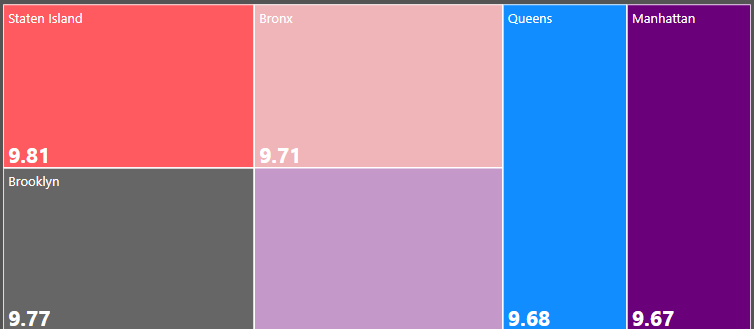 Staten Island
9.81
Bronx
9.71
Brooklyn
9.77
Queens
9.68
Manhattan
9.67